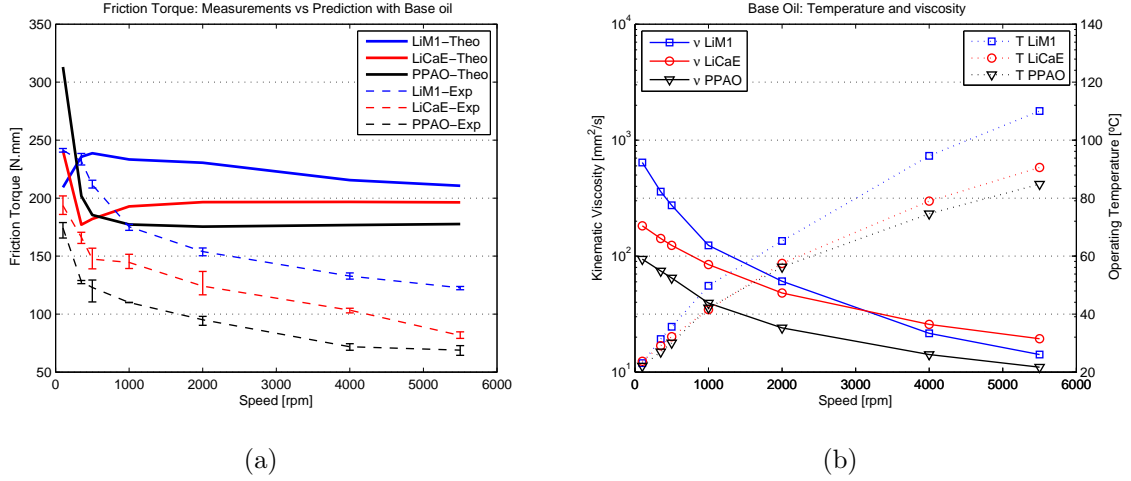 Friction Torque: Measurements vs Prediction with Base oil
350
300
250
200
150
100
50
Friction Torque [N.mm]
LiM1−Theo
LiCaE−Theo
PPAO−Theo
LiM1−Exp
LiCaE−Exp
PPAO−Exp
0 1000 2000 3000 4000 5000 6000
Speed [rpm]
(a)
Base Oil: Temperature and viscosity
10^4
10^3
10^2
10^1
Kinematic Viscosity [mm²/s]
ν LiM1
ν LiCaE
ν PPAO
T LiM1
T LiCaE
T PPAO
140
120
100
80
60
40
20
Operating Temperature [ºC]
0 1000 2000 3000 4000 5000 6000
Speed [rpm]
(b)